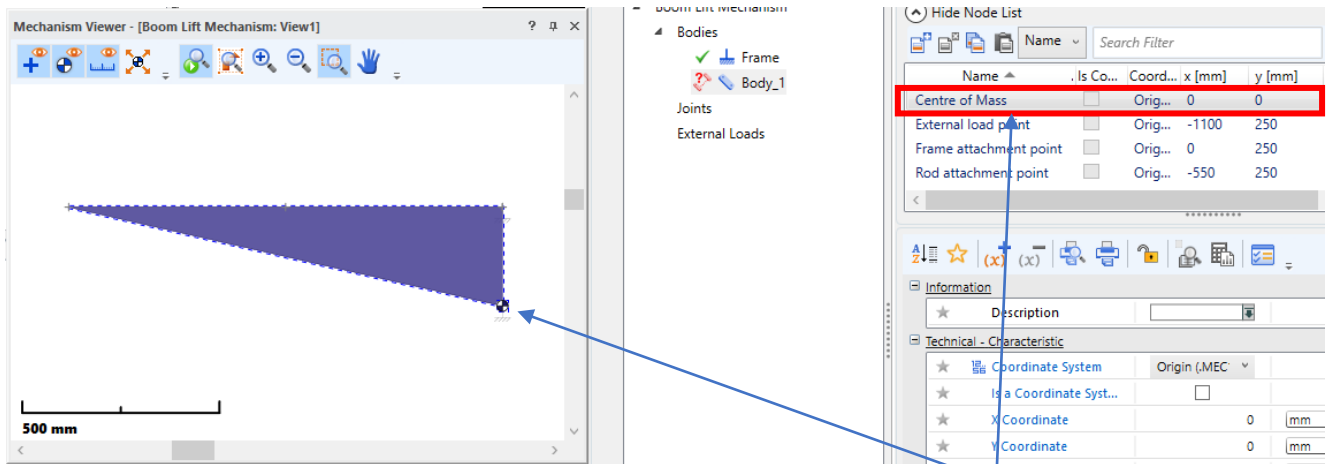 Mechanism Viewer - [Boom Lift Mechanism: View1]
500 mm
Boom Lift Mechanism
Bodies
Frame
Body_1
Joints
External Loads
Hide Node List
Name
Search Filter
Name . Is Co... Coord... x [mm] y [mm]
Centre of Mass Orig... 0 0
External load point Orig... -1100 250
Frame attachment point Orig... 0 250
Rod attachment point Orig... -550 250
(x) (x)
Information
Description
Technical - Characteristic
Coordinate System Origin (.MEC
Is a Coordinate Syst...
X Coordinate 0 mm
Y Coordinate 0 mm